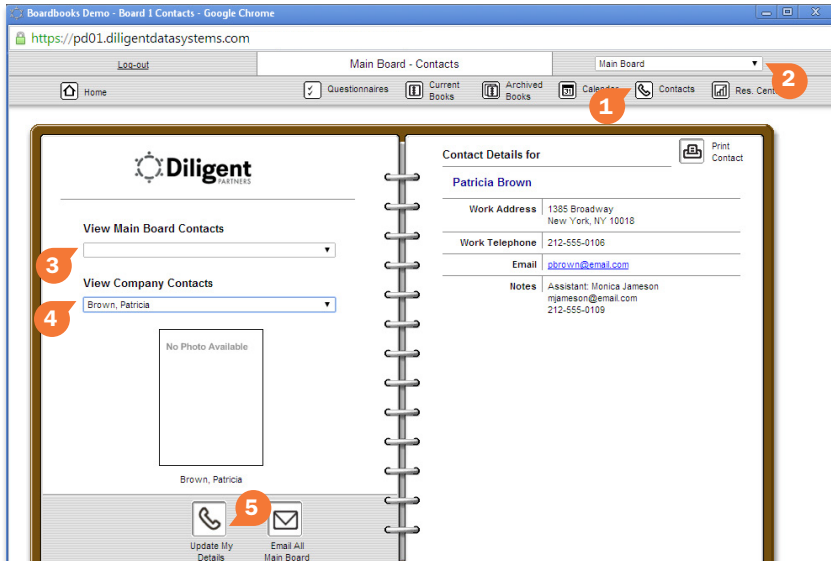 Boardbooks Demo - Board 1 Contacts - Google Chrome
https://pd01.diligentdatasystems.com
Log-out
Main Board - Contacts
Main Board
2
Home
Questionnaires
Current
Books
Archived
Books
31
Calendar
Contacts
Res. Cent
1
Diligent
PARTNERS
View Main Board Contacts
3
View Company Contacts
Brown, Patricia
4
No Photo Available
Brown, Patricia
5
Update My
Details
Email All
Main Board
Contact Details for
Print
Contact
Patricia Brown
Work Address 1385 Broadway
New York, NY 10018
Work Telephone 212-555-0106
Email pbrown@email.com
Notes Assistant: Monica Jameson
mjameson@email.com
212-555-0109